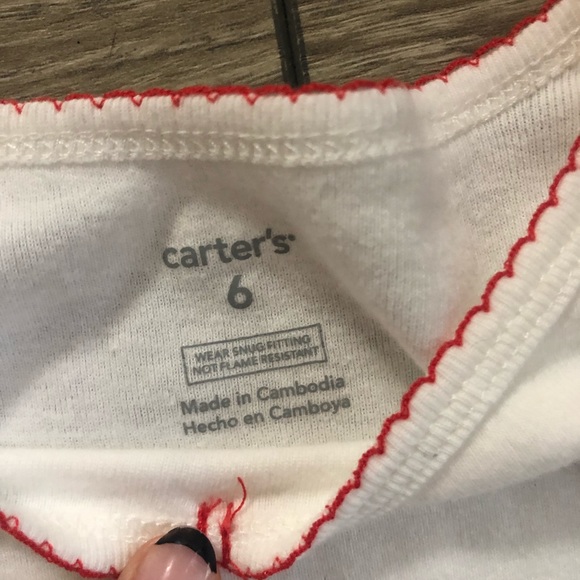 carter's
6
WEAR SNUG FITTING
NOT FLAME RESISTANT
Made in Cambodia
Hecho en Camboya